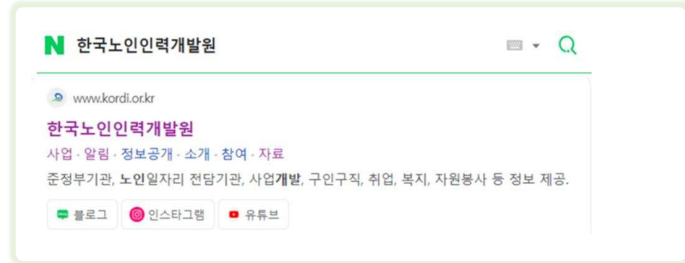 N 한국노인인력개발원
www.kordi.or.kr
한국노인인력개발원
사업 · 알림 · 정보공개 · 소개 · 참여 · 자료
준정부기관, 노인일자리 전담기관, 사업개발, 구인구직, 취업, 복지, 자원봉사 등 정보 제공.
블로그 인스타그램 유튜브